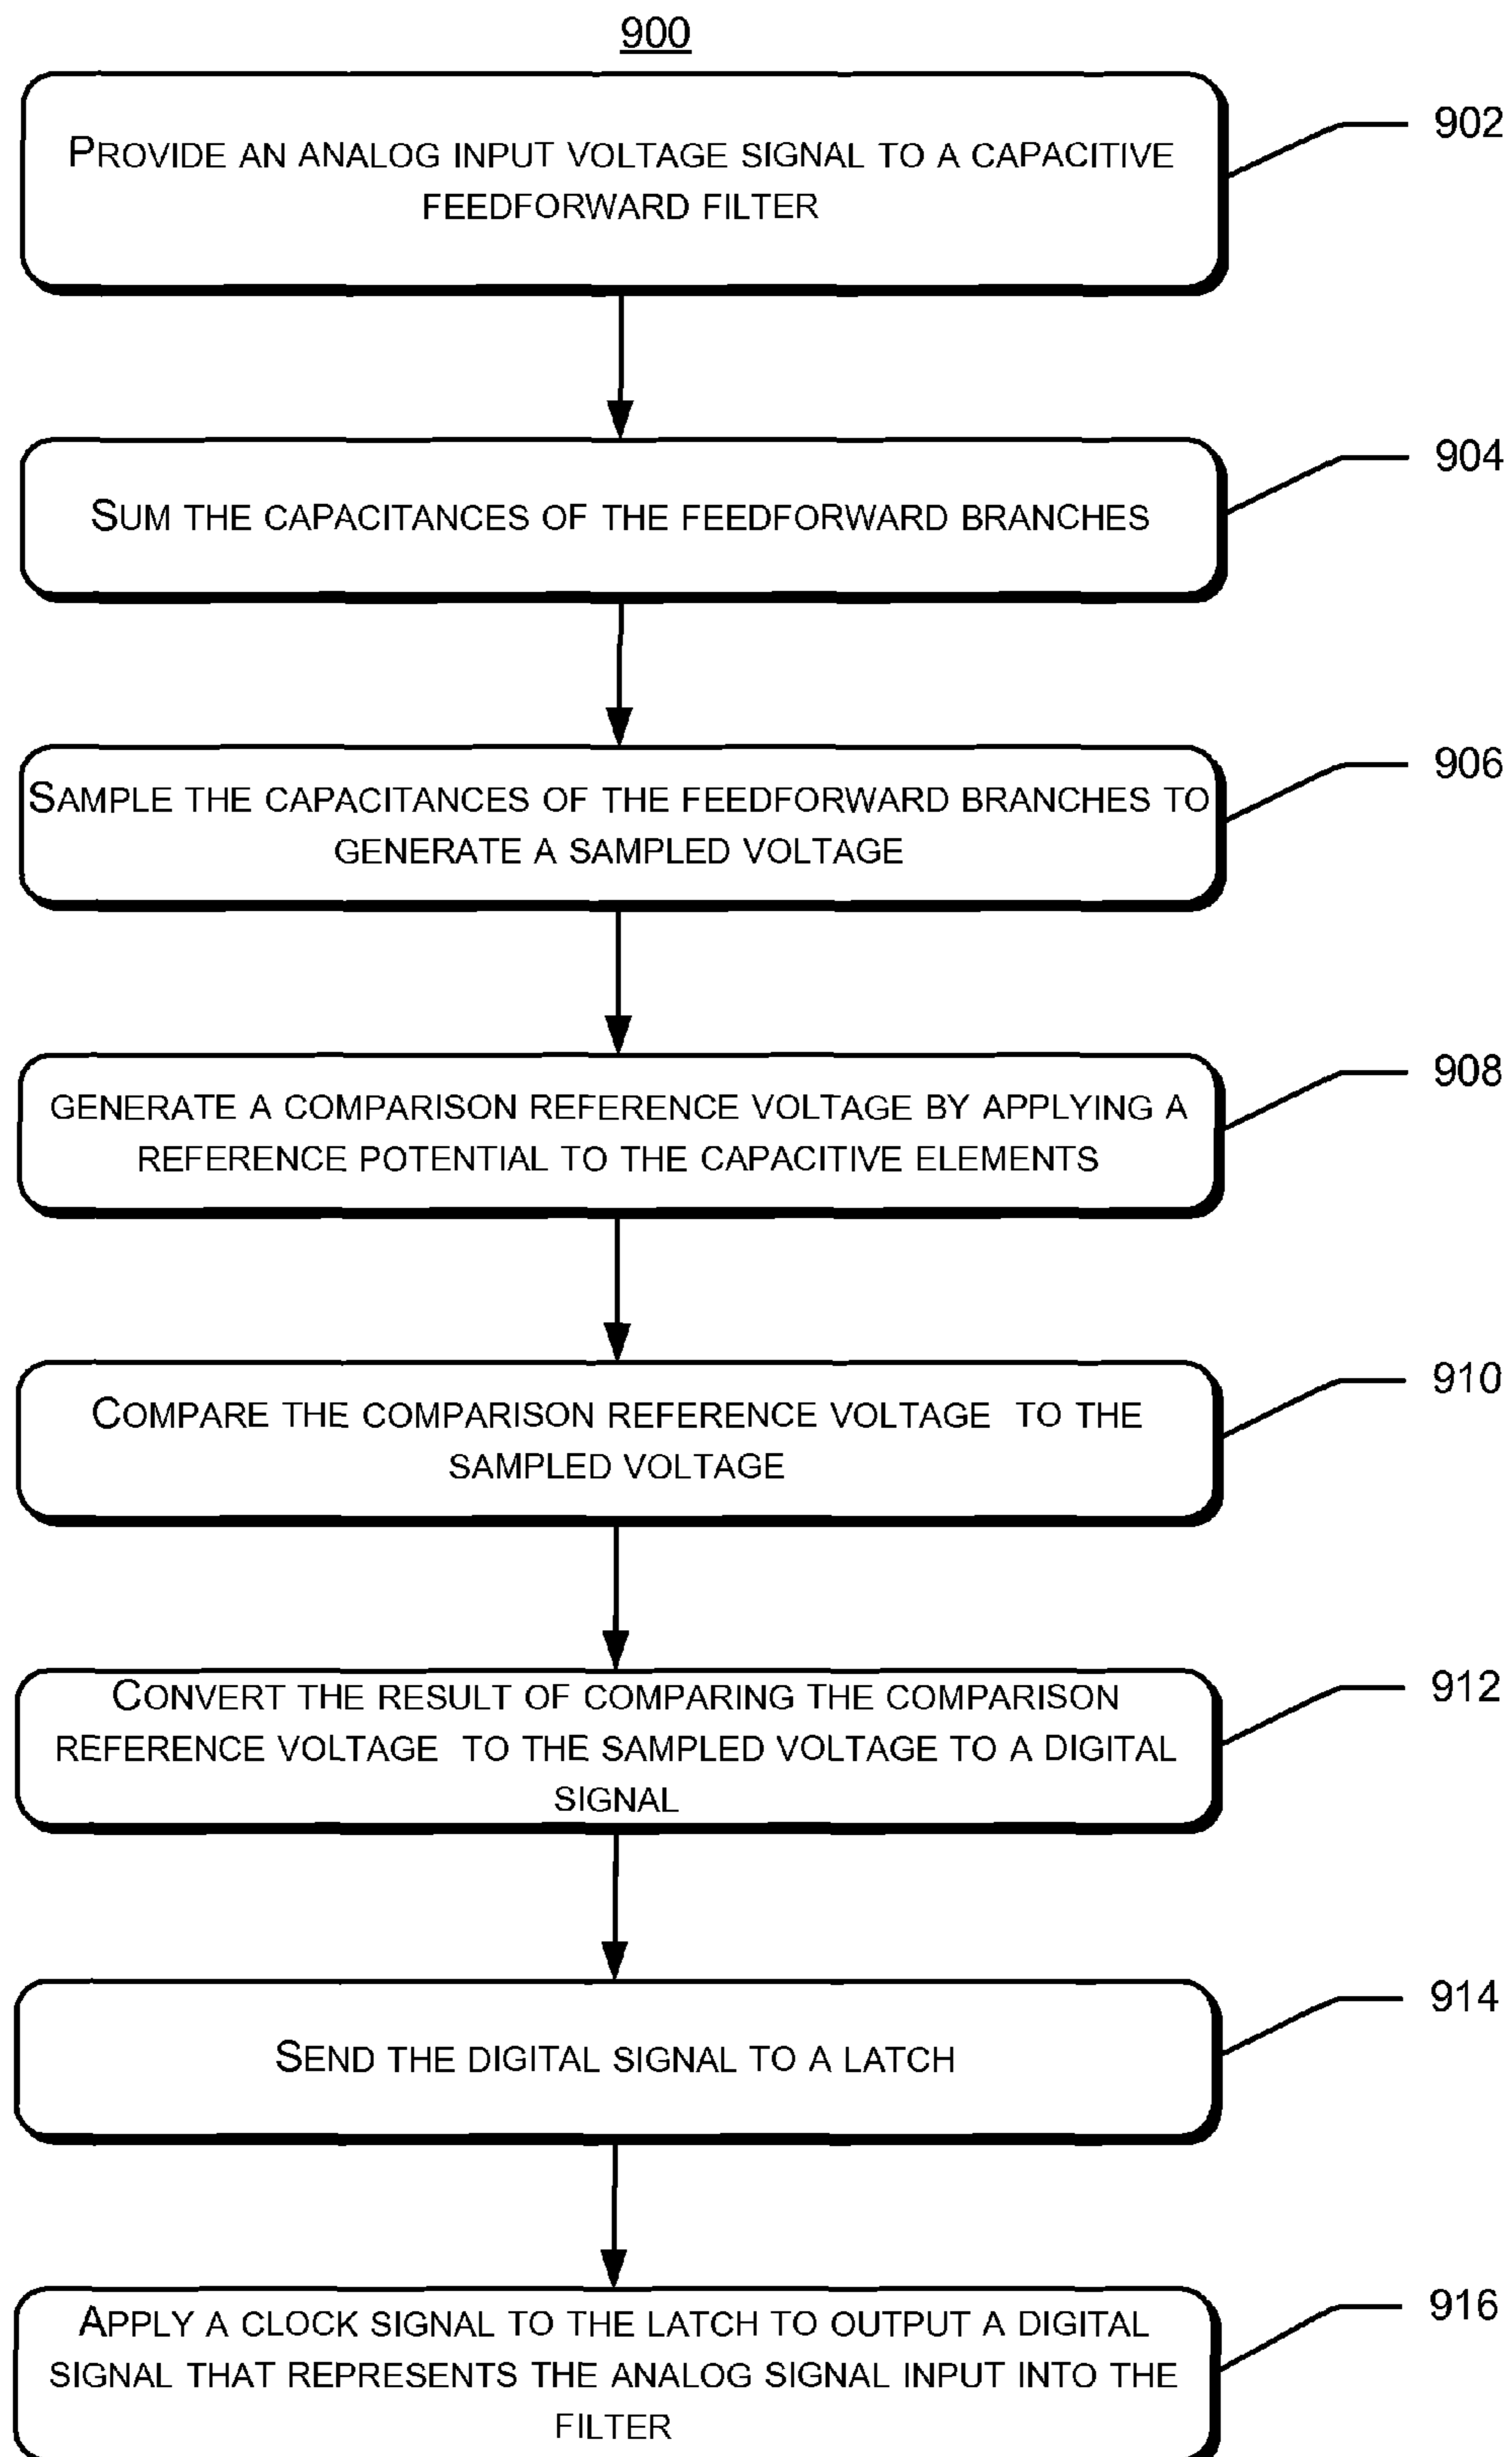 900
PROVIDE AN ANALOG INPUT VOLTAGE SIGNAL TO A CAPACITIVE
FEEDFORWARD FILTER
902
SUM THE CAPACITANCES OF THE FEEDFORWARD BRANCHES
904
SAMPLE THE CAPACITANCES OF THE FEEDFORWARD BRANCHES TO
GENERATE A SAMPLED VOLTAGE
906
GENERATE A COMPARISON REFERENCE VOLTAGE BY APPLYING A
REFERENCE POTENTIAL TO THE CAPACITIVE ELEMENTS
908
COMPARE THE COMPARISON REFERENCE VOLTAGE TO THE
SAMPLED VOLTAGE
910
CONVERT THE RESULT OF COMPARING THE COMPARISON
REFERENCE VOLTAGE TO THE SAMPLED VOLTAGE TO A DIGITAL
SIGNAL
912
SEND THE DIGITAL SIGNAL TO A LATCH
914
APPLY A CLOCK SIGNAL TO THE LATCH TO OUTPUT A DIGITAL
SIGNAL THAT REPRESENTS THE ANALOG SIGNAL INPUT INTO THE
FILTER
916